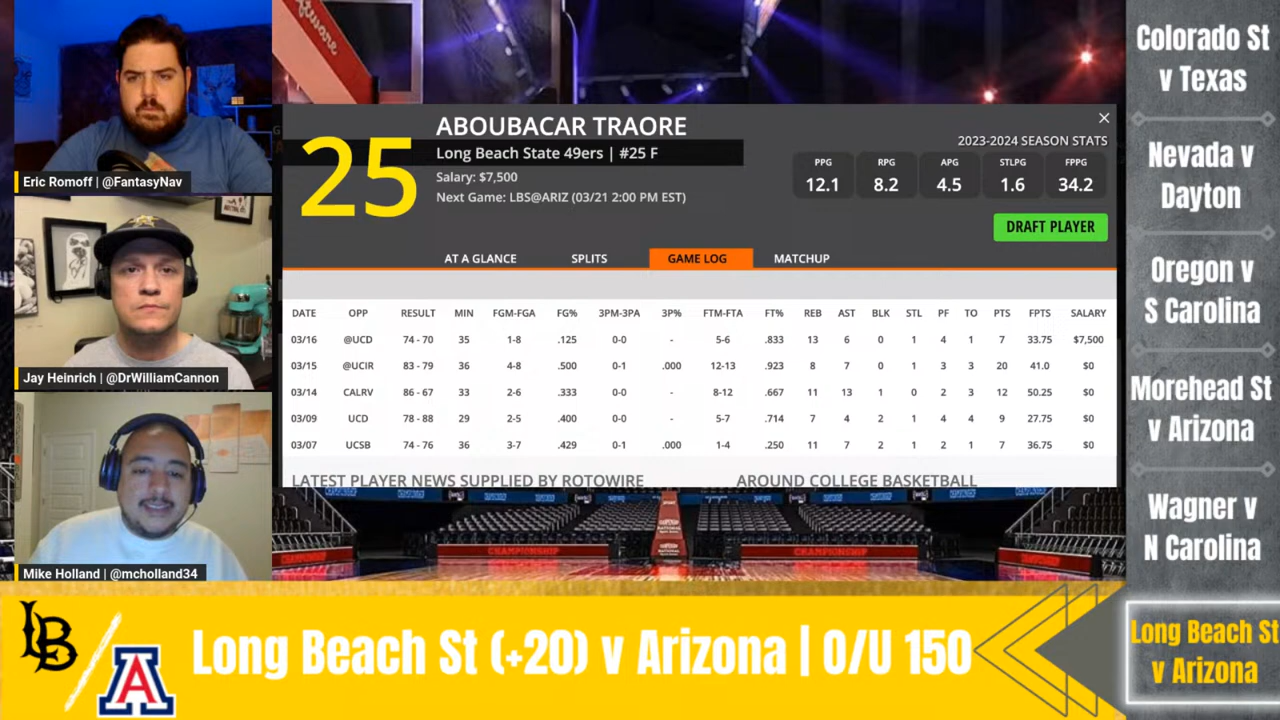 Eric Romoff | @FantasyNav
Jay Heinrich | @DrWilliamCannon
Mike Holland | @mcholland34
25
ABOUBACAR TRAORE
Long Beach State 49ers | #25 F
Salary: $7,500
Next Game: LBS@ARIZ (03/21 2:00 PM EST)
2023-2024 SEASON STATS
PPG RPG APG STLPG FPPG
12.1 8.2 4.5 1.6 34.2
DRAFT PLAYER
AT A GLANCE SPLITS GAME LOG MATCHUP
DATE OPP RESULT MIN FGM-FGA FG% 3PM-3PA 3P% FTM-FTA FT% REB AST BLK STL PF TO PTS FPTS SALARY
03/16 @UCD 74 - 70 35 1-8 .125 0-0 - 5-6 .833 13 6 0 1 4 1 7 33.75 $7,500
03/15 @UCIR 83 - 79 36 4-8 .500 0-1 .000 12-13 .923 8 7 0 1 3 3 20 41.0 $0
03/14 CALRV 86 - 67 33 2-6 .333 0-0 - 8-12 .667 11 13 1 0 2 3 12 50.25 $0
03/09 UCD 78 - 88 29 2-5 .400 0-0 - 5-7 .714 7 4 2 0 4 4 9 27.75 $0
03/07 UCSB 74 - 76 36 3-7 .429 0-1 .000 1-4 .250 11 7 2 1 2 1 7 36.75 $0
LATEST PLAYER NEWS SUPPLIED BY ROTOWIRE
AROUND COLLEGE BASKETBALL
CHAMPIONSHIP
CHAMPIONSHIP
Colorado St
v Texas
Nevada v
Dayton
Oregon v
S Carolina
Morehead St
v Arizona
Wagner v
N Carolina
Long Beach St
v Arizona
LB
A
Long Beach St (+20) v Arizona | O/U 150